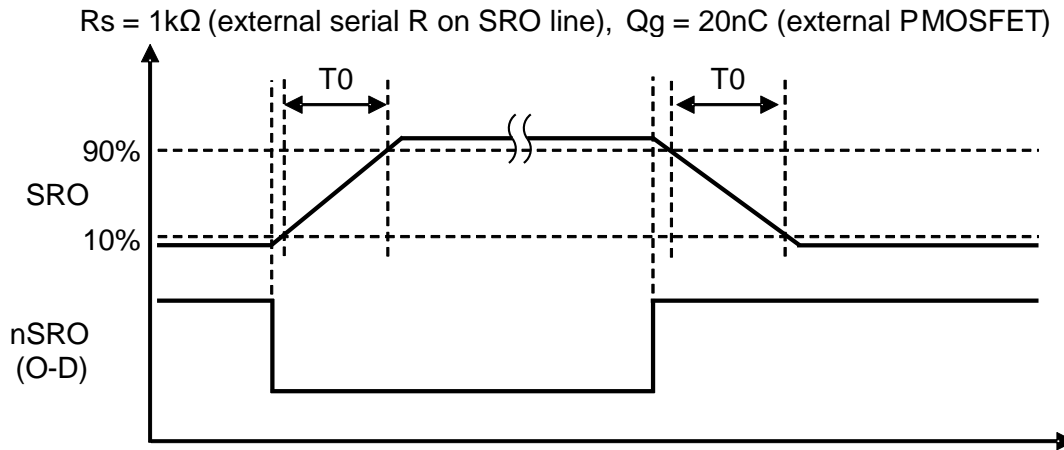 Rs = 1kΩ (external serial R on SRO line), Qg = 20nC (external PMOSFET)
T0
T0
90%
SRO
10%
nSRO
(O-D)